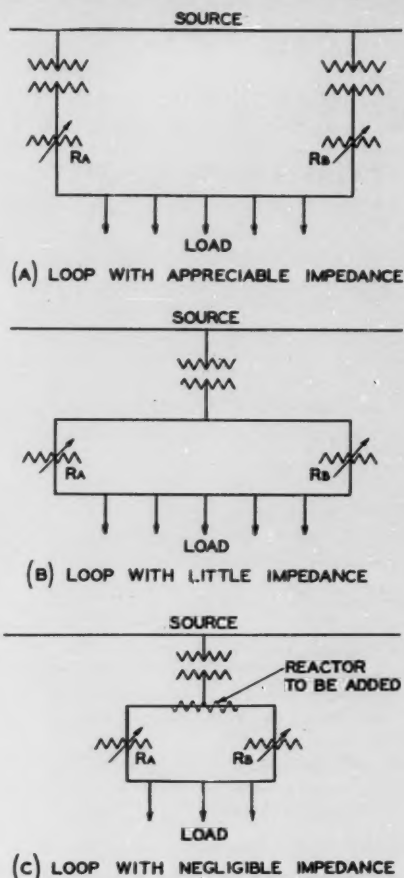 SOURCE
RA
RB
LOAD
(A) LOOP WITH APPRECIABLE IMPEDANCE
SOURCE
RA
RB
LOAD
(B) LOOP WITH LITTLE IMPEDANCE
SOURCE
REACTOR
TO BE ADDED
RA
RB
LOAD
(C) LOOP WITH NEGLIGIBLE IMPEDANCE